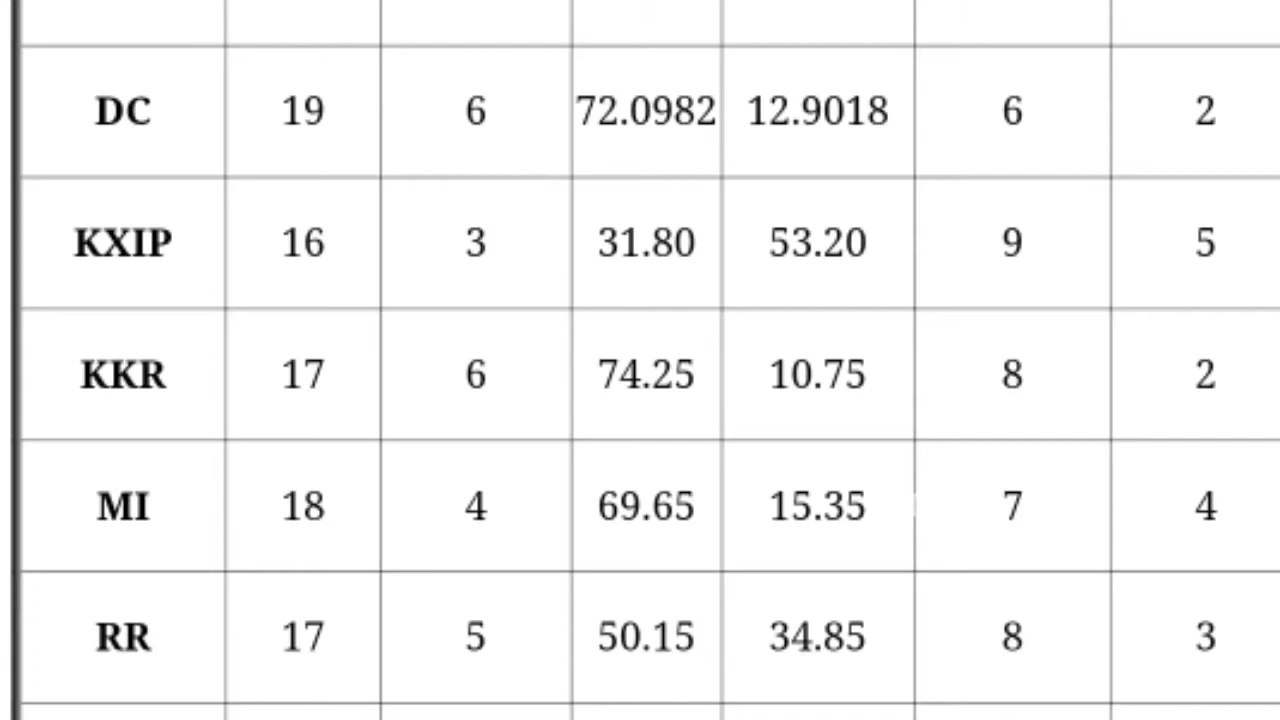 DC 19 6 72.0982 12.9018 6 2
KXIP 16 3 31.80 53.20 9 5
KKR 17 6 74.25 10.75 8 2
MI 18 4 69.65 15.35 7 4
RR 17 5 50.15 34.85 8 3